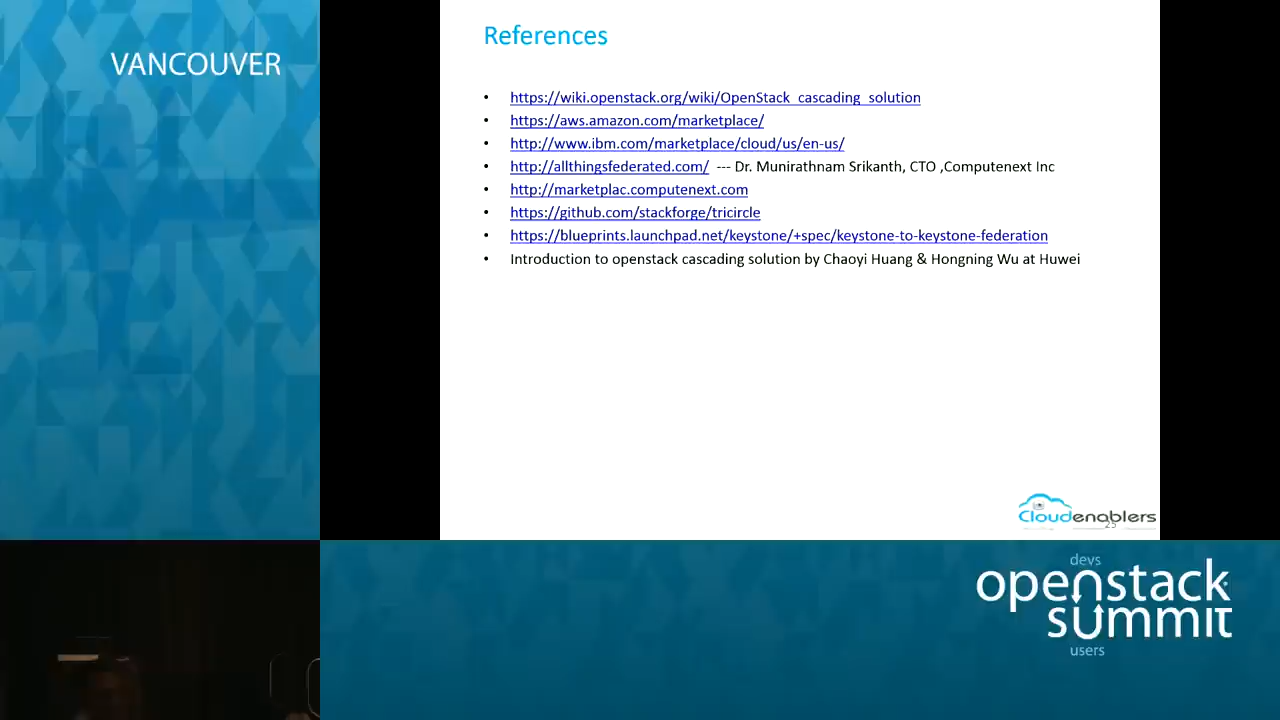 VANCOUVER
References
• https://wiki.openstack.org/wiki/OpenStack_cascading_solution
• https://aws.amazon.com/marketplace/
• http://www.ibm.com/marketplace/cloud/us/en-us/
• http://allthingsfederated.com/ --- Dr. Munirathnam Srikanth, CTO ,Computenext Inc
• http://marketplac.computenext.com
• https://github.com/stackforge/tricircle
• https://blueprints.launchpad.net/keystone/+spec/keystone-to-keystone-federation
• Introduction to openstack cascading solution by Chaoyi Huang & Hongning Wu at Huwei
Cloudenablers
25
devs
openstack
summit
users